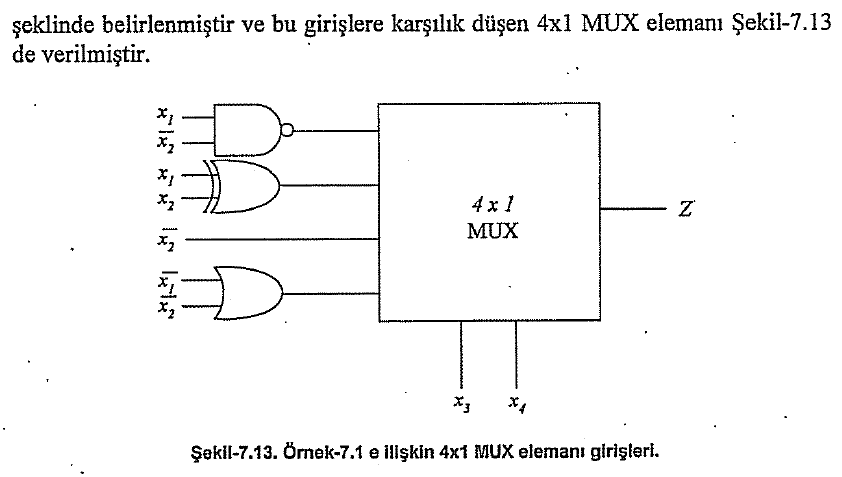 şeklinde belirlenmiştir ve bu girişlere karşılık düşen 4x1 MUX elemanı Şekil-7.13
de verilmiştir.
x₁
x̅₂
x₁
x₂
x̅₂
x̅₁
x̅₂
4 x 1
MUX
Z
x₃ x₄
Şekil-7.13. Örnek-7.1 e ilişkin 4x1 MUX elemanı girişleri.